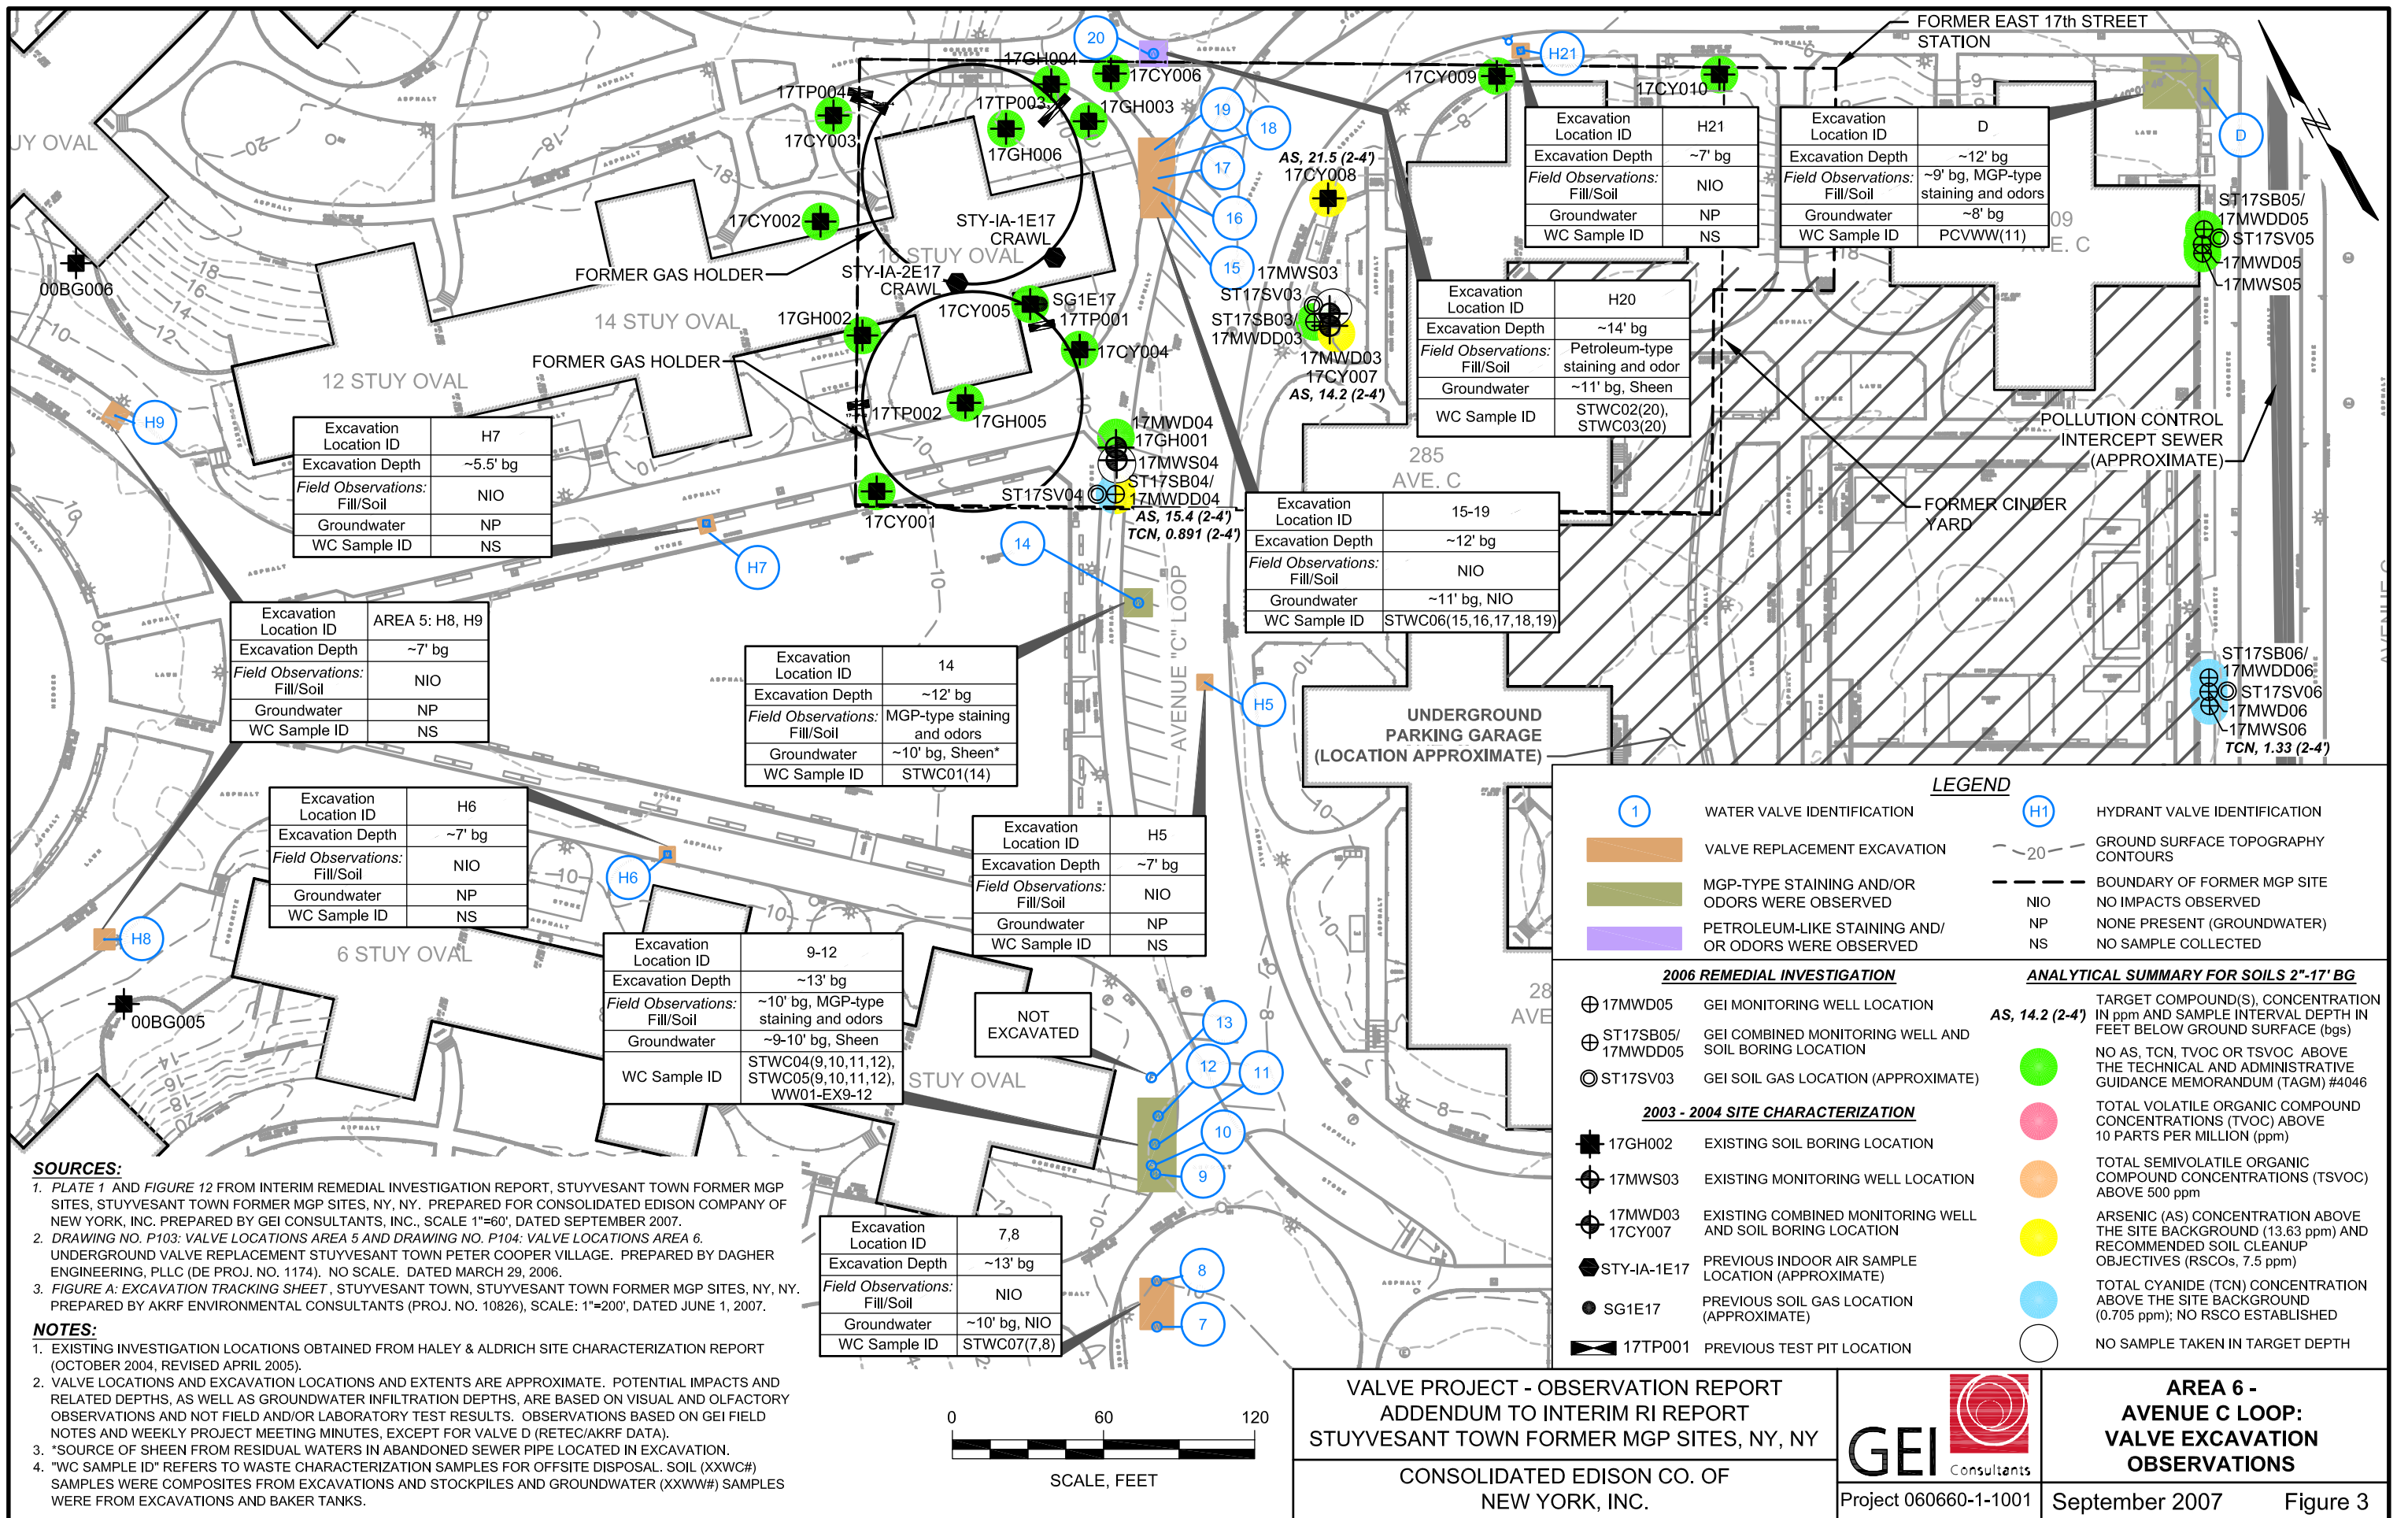 FORMER EAST 17th STREET
STATION
20
H21
17GH004
17CY006
17CY009
17CY010
17TP004
17TP003
17GH003
17CY003
17GH006
19
18
17
16
15
AS, 21.5 (2-4')
17CY008
D
Excavation
Location ID
H21
Excavation Depth
~7' bg
Field Observations:
Fill/Soil
NIO
Groundwater
NP
WC Sample ID
NS
Excavation
Location ID
D
Excavation Depth
~12' bg
Field Observations:
Fill/Soil
~9' bg, MGP-type
staining and odors
Groundwater
~8' bg
WC Sample ID
PCVWW(11)
UY OVAL
17CY002
STY-IA-1E17
CRAWL
FORMER GAS HOLDER
STY-IA-2E17
CRAWL
00BG006
14 STUY OVAL
17GH002
17CY005
SG1E17
17TP001
17CY004
17MWS03
ST17SV03
ST17SB03/
17MWDD03
17MWD03
17CY007
AS, 14.2 (2-4')
ST17SB05/
17MWDD05
ST17SV05
17MWD05
17MWS05
AVE. C
Excavation
Location ID
H20
Excavation Depth
~14' bg
Field Observations:
Fill/Soil
Petroleum-type
staining and odor
Groundwater
~11' bg, Sheen
WC Sample ID
STWC02(20),
STWC03(20)
FORMER GAS HOLDER
12 STUY OVAL
17TP002
17GH005
H9
Excavation
Location ID
H7
Excavation Depth
~5.5' bg
Field Observations:
Fill/Soil
NIO
Groundwater
NP
WC Sample ID
NS
17MWD04
17GH001
17MWS04
ST17SB04/
17MWDD04
ST17SV04
17CY001
AS, 15.4 (2-4')
TCN, 0.891 (2-4')
285
AVE. C
POLLUTION CONTROL
INTERCEPT SEWER
(APPROXIMATE)
FORMER CINDER
YARD
Excavation
Location ID
15-19
Excavation Depth
~12' bg
Field Observations:
Fill/Soil
NIO
Groundwater
~11' bg, NIO
WC Sample ID
STWC06(15,16,17,18,19)
H7
14
AVENUE "C" LOOP
Excavation
Location ID
AREA 5: H8, H9
Excavation Depth
~7' bg
Field Observations:
Fill/Soil
NIO
Groundwater
NP
WC Sample ID
NS
Excavation
Location ID
14
Excavation Depth
~12' bg
Field Observations:
Fill/Soil
MGP-type staining
and odors
Groundwater
~10' bg, Sheen*
WC Sample ID
STWC01(14)
H5
UNDERGROUND
PARKING GARAGE
(LOCATION APPROXIMATE)
ST17SB06/
17MWDD06
ST17SV06
17MWD06
17MWS06
TCN, 1.33 (2-4')
Excavation
Location ID
H6
Excavation Depth
~7' bg
Field Observations:
Fill/Soil
NIO
Groundwater
NP
WC Sample ID
NS
H6
Excavation
Location ID
H5
Excavation Depth
~7' bg
Field Observations:
Fill/Soil
NIO
Groundwater
NP
WC Sample ID
NS
H8
6 STUY OVAL
00BG005
Excavation
Location ID
9-12
Excavation Depth
~13' bg
Field Observations:
Fill/Soil
~10' bg, MGP-type
staining and odors
Groundwater
~9-10' bg, Sheen
WC Sample ID
STWC04(9,10,11,12),
STWC05(9,10,11,12),
WW01-EX9-12
STUY OVAL
NOT
EXCAVATED
13
12
11
10
9
8
7
Excavation
Location ID
7,8
Excavation Depth
~13' bg
Field Observations:
Fill/Soil
NIO
Groundwater
~10' bg, NIO
WC Sample ID
STWC07(7,8)
LEGEND
1
WATER VALVE IDENTIFICATION
H1
HYDRANT VALVE IDENTIFICATION
VALVE REPLACEMENT EXCAVATION
20
GROUND SURFACE TOPOGRAPHY
CONTOURS
MGP-TYPE STAINING AND/OR
ODORS WERE OBSERVED
BOUNDARY OF FORMER MGP SITE
NIO
NO IMPACTS OBSERVED
NP
NONE PRESENT (GROUNDWATER)
PETROLEUM-LIKE STAINING AND/
OR ODORS WERE OBSERVED
NS
NO SAMPLE COLLECTED
2006 REMEDIAL INVESTIGATION
17MWD05
GEI MONITORING WELL LOCATION
ST17SB05/
17MWDD05
GEI COMBINED MONITORING WELL AND
SOIL BORING LOCATION
ST17SV03
GEI SOIL GAS LOCATION (APPROXIMATE)
2003 - 2004 SITE CHARACTERIZATION
17GH002
EXISTING SOIL BORING LOCATION
17MWS03
EXISTING MONITORING WELL LOCATION
17MWD03
17CY007
EXISTING COMBINED MONITORING WELL
AND SOIL BORING LOCATION
STY-IA-1E17
PREVIOUS INDOOR AIR SAMPLE
LOCATION (APPROXIMATE)
SG1E17
PREVIOUS SOIL GAS LOCATION
(APPROXIMATE)
17TP001
PREVIOUS TEST PIT LOCATION
ANALYTICAL SUMMARY FOR SOILS 2"-17' BG
AS, 14.2 (2-4')
TARGET COMPOUND(S), CONCENTRATION
IN ppm AND SAMPLE INTERVAL DEPTH IN
FEET BELOW GROUND SURFACE (bgs)
NO AS, TCN, TVOC OR TSVOC ABOVE
THE TECHNICAL AND ADMINISTRATIVE
GUIDANCE MEMORANDUM (TAGM) #4046
TOTAL VOLATILE ORGANIC COMPOUND
CONCENTRATIONS (TVOC) ABOVE
10 PARTS PER MILLION (ppm)
TOTAL SEMIVOLATILE ORGANIC
COMPOUND CONCENTRATIONS (TSVOC)
ABOVE 500 ppm
ARSENIC (AS) CONCENTRATION ABOVE
THE SITE BACKGROUND (13.63 ppm) AND
RECOMMENDED SOIL CLEANUP
OBJECTIVES (RSCOs, 7.5 ppm)
TOTAL CYANIDE (TCN) CONCENTRATION
ABOVE THE SITE BACKGROUND
(0.705 ppm); NO RSCO ESTABLISHED
NO SAMPLE TAKEN IN TARGET DEPTH
SOURCES:
1. PLATE 1 AND FIGURE 12 FROM INTERIM REMEDIAL INVESTIGATION REPORT, STUYVESANT TOWN FORMER MGP
SITES, STUYVESANT TOWN FORMER MGP SITES, NY, NY. PREPARED FOR CONSOLIDATED EDISON COMPANY OF
NEW YORK, INC. PREPARED BY GEI CONSULTANTS, INC., SCALE 1"=60', DATED SEPTEMBER 2007.
2. DRAWING NO. P103: VALVE LOCATIONS AREA 5 AND DRAWING NO. P104: VALVE LOCATIONS AREA 6.
UNDERGROUND VALVE REPLACEMENT STUYVESANT TOWN PETER COOPER VILLAGE. PREPARED BY DAGHER
ENGINEERING, PLLC (DE PROJ. NO. 1174). NO SCALE. DATED MARCH 29, 2006.
3. FIGURE A: EXCAVATION TRACKING SHEET, STUYVESANT TOWN, STUYVESANT TOWN FORMER MGP SITES, NY, NY.
PREPARED BY AKRF ENVIRONMENTAL CONSULTANTS (PROJ. NO. 10826), SCALE: 1"=200', DATED JUNE 1, 2007.
NOTES:
1. EXISTING INVESTIGATION LOCATIONS OBTAINED FROM HALEY & ALDRICH SITE CHARACTERIZATION REPORT
(OCTOBER 2004, REVISED APRIL 2005).
2. VALVE LOCATIONS AND EXCAVATION LOCATIONS AND EXTENTS ARE APPROXIMATE. POTENTIAL IMPACTS AND
RELATED DEPTHS, AS WELL AS GROUNDWATER INFILTRATION DEPTHS, ARE BASED ON VISUAL AND OLFACTORY
OBSERVATIONS AND NOT FIELD AND/OR LABORATORY TEST RESULTS. OBSERVATIONS BASED ON GEI FIELD
NOTES AND WEEKLY PROJECT MEETING MINUTES, EXCEPT FOR VALVE D (RETEC/AKRF DATA).
3. *SOURCE OF SHEEN FROM RESIDUAL WATERS IN ABANDONED SEWER PIPE LOCATED IN EXCAVATION.
4. "WC SAMPLE ID" REFERS TO WASTE CHARACTERIZATION SAMPLES FOR OFFSITE DISPOSAL. SOIL (XXWC#)
SAMPLES WERE COMPOSITES FROM EXCAVATIONS AND STOCKPILES AND GROUNDWATER (XXWW#) SAMPLES
WERE FROM EXCAVATIONS AND BAKER TANKS.
0 60 120
SCALE, FEET
VALVE PROJECT - OBSERVATION REPORT
ADDENDUM TO INTERIM RI REPORT
STUYVESANT TOWN FORMER MGP SITES, NY, NY
CONSOLIDATED EDISON CO. OF
NEW YORK, INC.
GEI Consultants
Project 060660-1-1001
AREA 6 -
AVENUE C LOOP:
VALVE EXCAVATION
OBSERVATIONS
September 2007 Figure 3